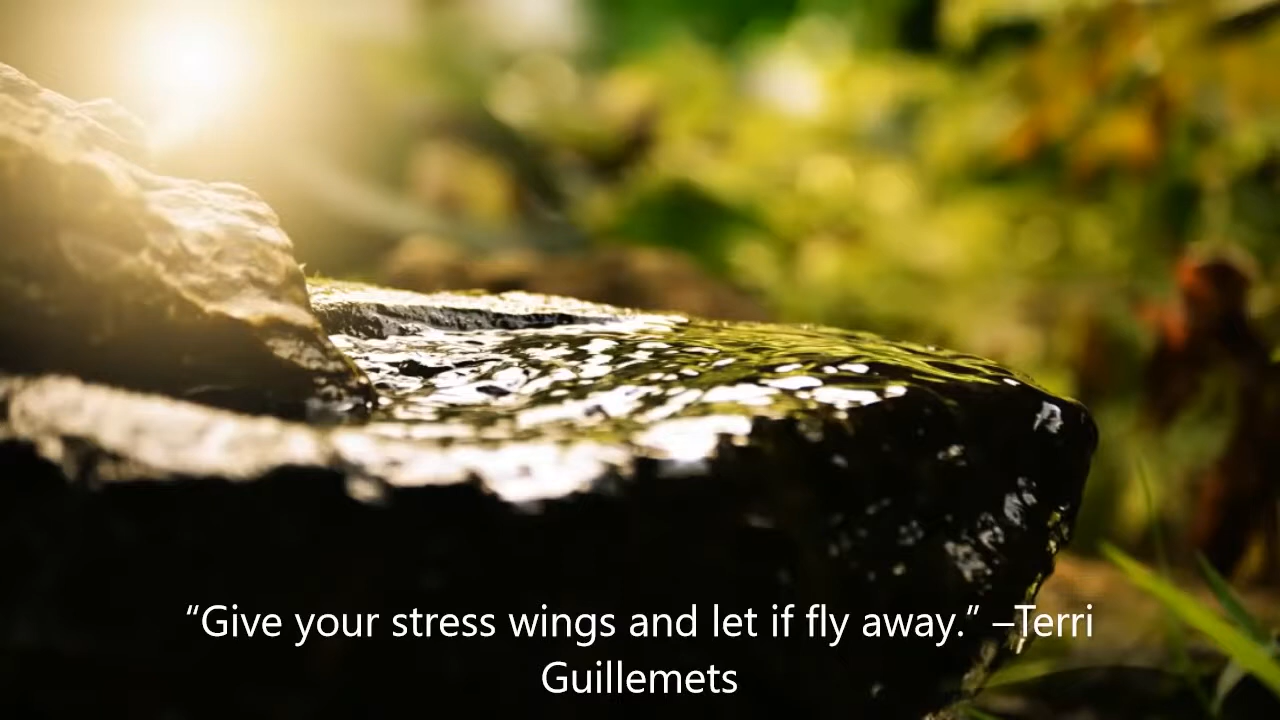 “Give your stress wings and let if fly away.” –Terri
Guillemets